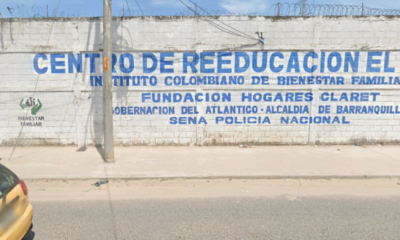 CENTRO DE REEDUCACION EL
INSTITUTO COLOMBIANO DE BIENESTAR FAMILIA
FUNDACION HOGARES CLARET
GOBERNACION DEL ATLANTICO - ALCALDIA DE BARRANQUILL
SENA POLICIA NACIONAL
BIENESTAR
FAMILIAR